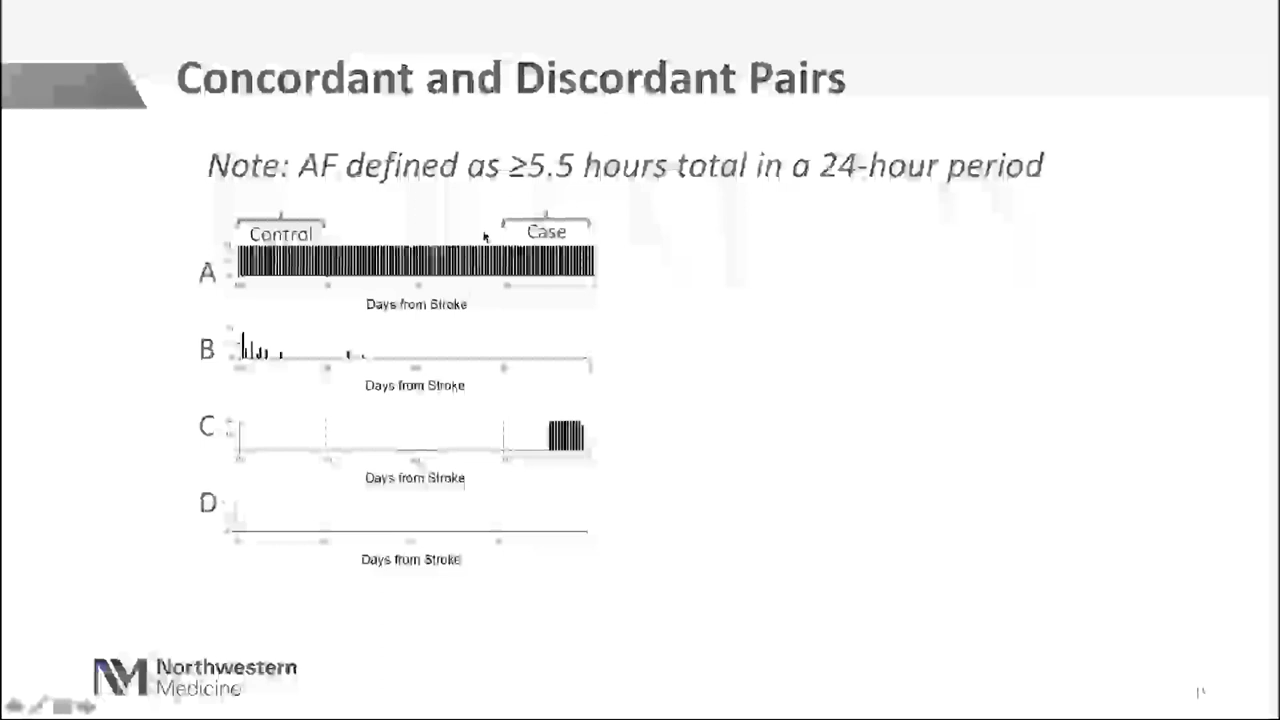 Concordant and Discordant Pairs
Note: AF defined as ≥5.5 hours total in a 24-hour period
Control
Case
A
Days from Stroke
B
Days from Stroke
C
Days from Stroke
D
Days from Stroke
Northwestern
Medicine